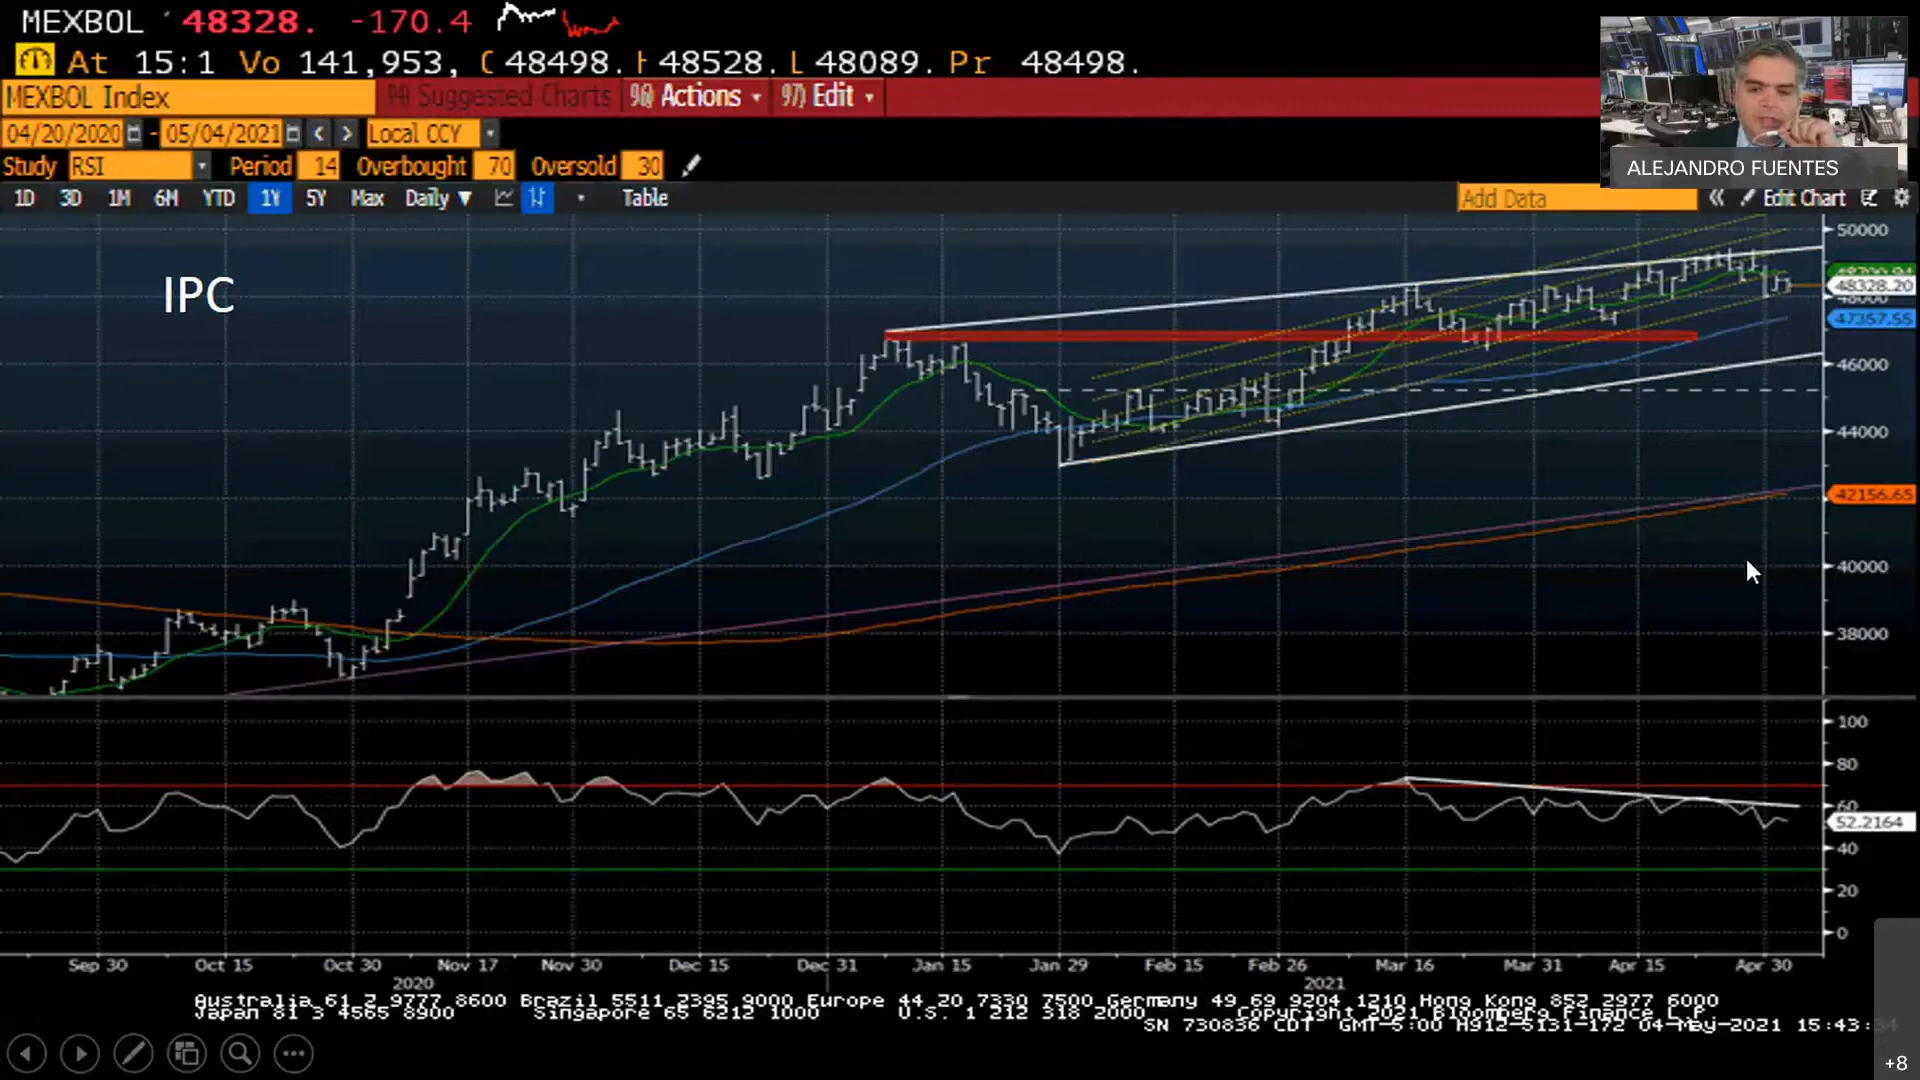 MEXBOL 48328. -170.4
At 15:1 Vo 141,953, 48498. H 48528. L 48089. Pr 48498.
MEXBOL Index 94) Suggested Charts 96) Actions 97) Edit
04/20/2020 - 05/04/2021 < > Local CCY
ALEJANDRO FUENTES
Study RSI Period 14 Overbought 70 Oversold 30
1D 3D 1M 6M YTD 1Y 5Y Max Daily ▼ Table Add Data « Edit Chart
50000
IPC
48328.20
48000
47357.55
46000
44000
42156.65
40000
38000
100
80
60
52.2164
40
20
0
Sep 30 Oct 15 Oct 30 Nov 17 Nov 30 Dec 15 Dec 31 Jan 15 Jan 29 Feb 15 Feb 26 Mar 16 Mar 31 Apr 15 Apr 30
2020 2021
Australia 61 2 9777 8600 Brazil 5511 2395 9000 Europe 44 20 7330 7500 Germany 49 69 9204 1210 Hong Kong 852 2977 6000
Japan 81 3 4565 8900 Singapore 65 6212 1000 U.S. 1 212 318 2000 Copyright 2021 Bloomberg Finance L.P.
SN 730836 CDT GMT-5:00 H912-5131-172 04-May-2021 15:43:
+8